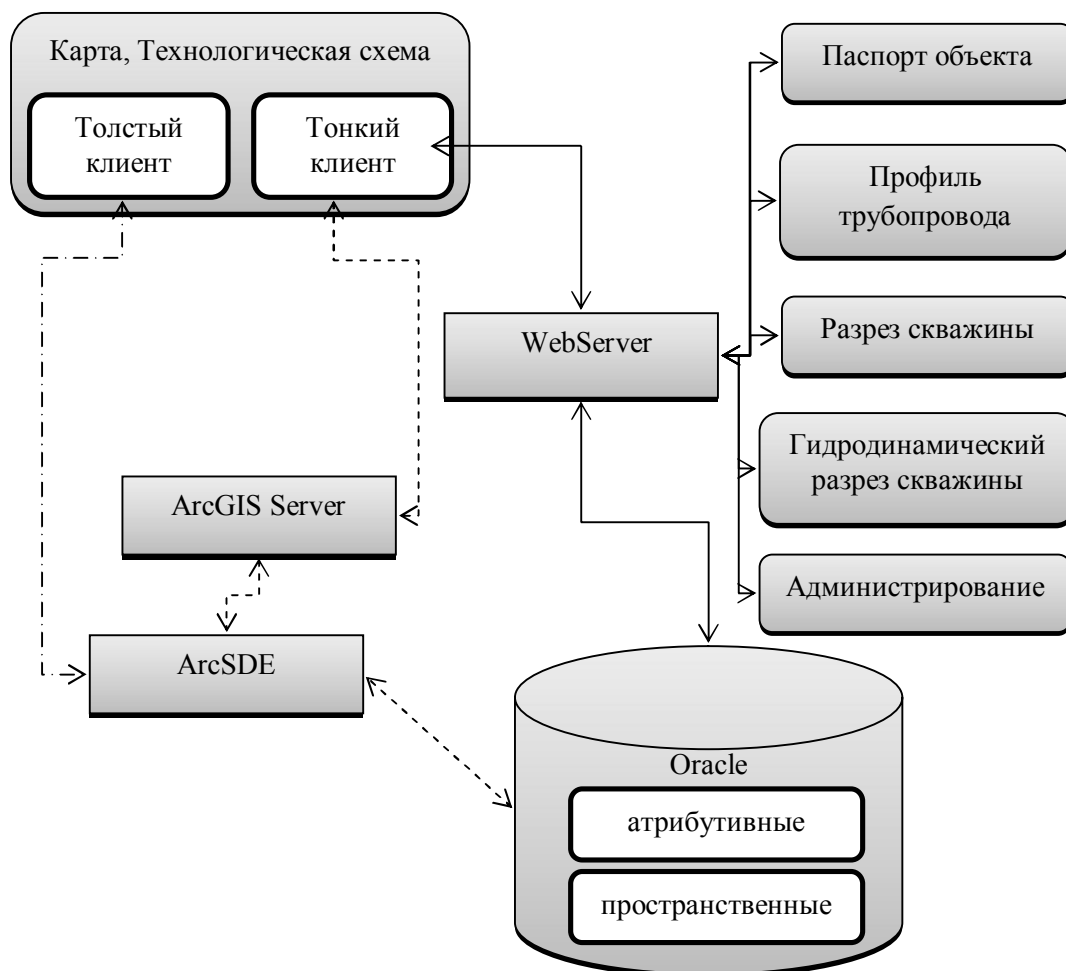 Карта, Технологическая схема
Толстый
клиент
Тонкий
клиент
Паспорт объекта
Профиль
трубопровода
WebServer
Разрез скважины
Гидродинамический
разрез скважины
ArcGIS Server
Администрирование
ArcSDE
Oracle
атрибутивные
пространственные